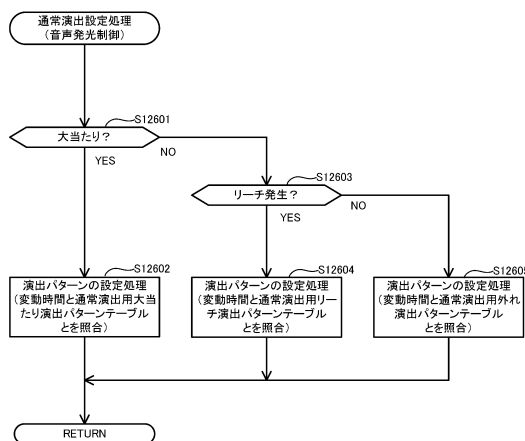 通常演出設定処理
(音声発光制御)
S12601
大当たり?
YES
NO
S12603
リーチ発生?
YES
NO
S12602
演出パターンの設定処理
(変動時間と通常演出用大当
たり演出パターンテーブル
とを照合)
S12604
演出パターンの設定処理
(変動時間と通常演出用リー
チ演出パターンテーブル
とを照合)
S12605
演出パターンの設定処理
(変動時間と通常演出用外れ
演出パターンテーブル
とを照合)
RETURN